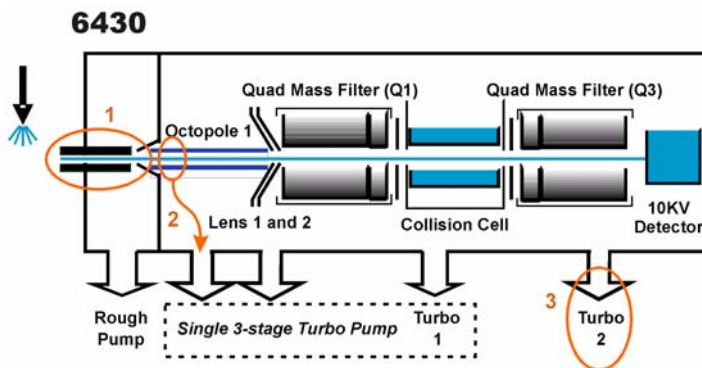 6430
Quad Mass Filter (Q1)
Quad Mass Filter (Q3)
1
Octopole 1
2
Lens 1 and 2
Collision Cell
10KV
Detector
3
Rough
Pump
Single 3-stage Turbo Pump
Turbo
1
Turbo
2